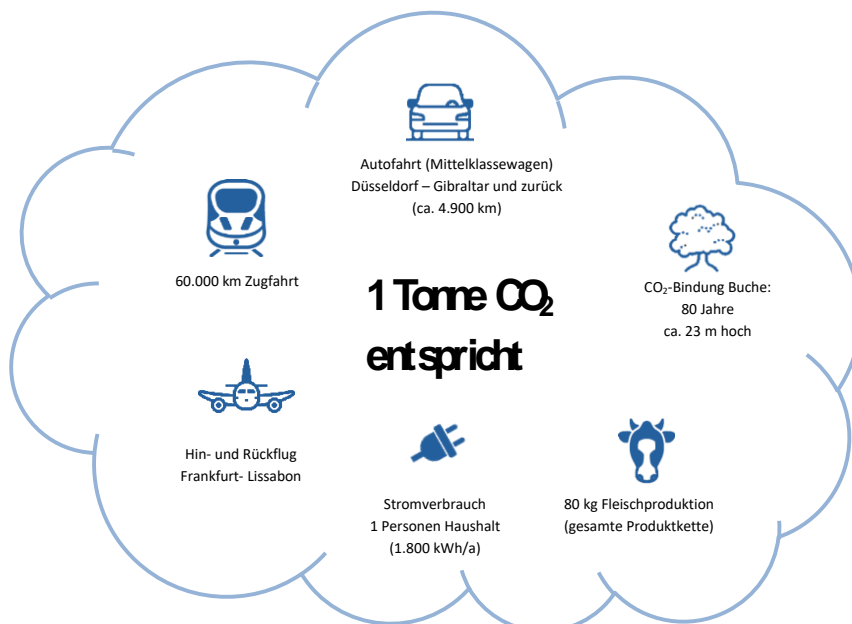 Autofahrt (Mittelklassewagen)
Düsseldorf – Gibraltar und zurück
(ca. 4.900 km)
60.000 km Zugfahrt
1 Tonne CO₂
entspricht
CO₂-Bindung Buche:
80 Jahre
ca. 23 m hoch
Hin- und Rückflug
Frankfurt- Lissabon
Stromverbrauch
1 Personen Haushalt
(1.800 kWh/a)
80 kg Fleischproduktion
(gesamte Produktkette)